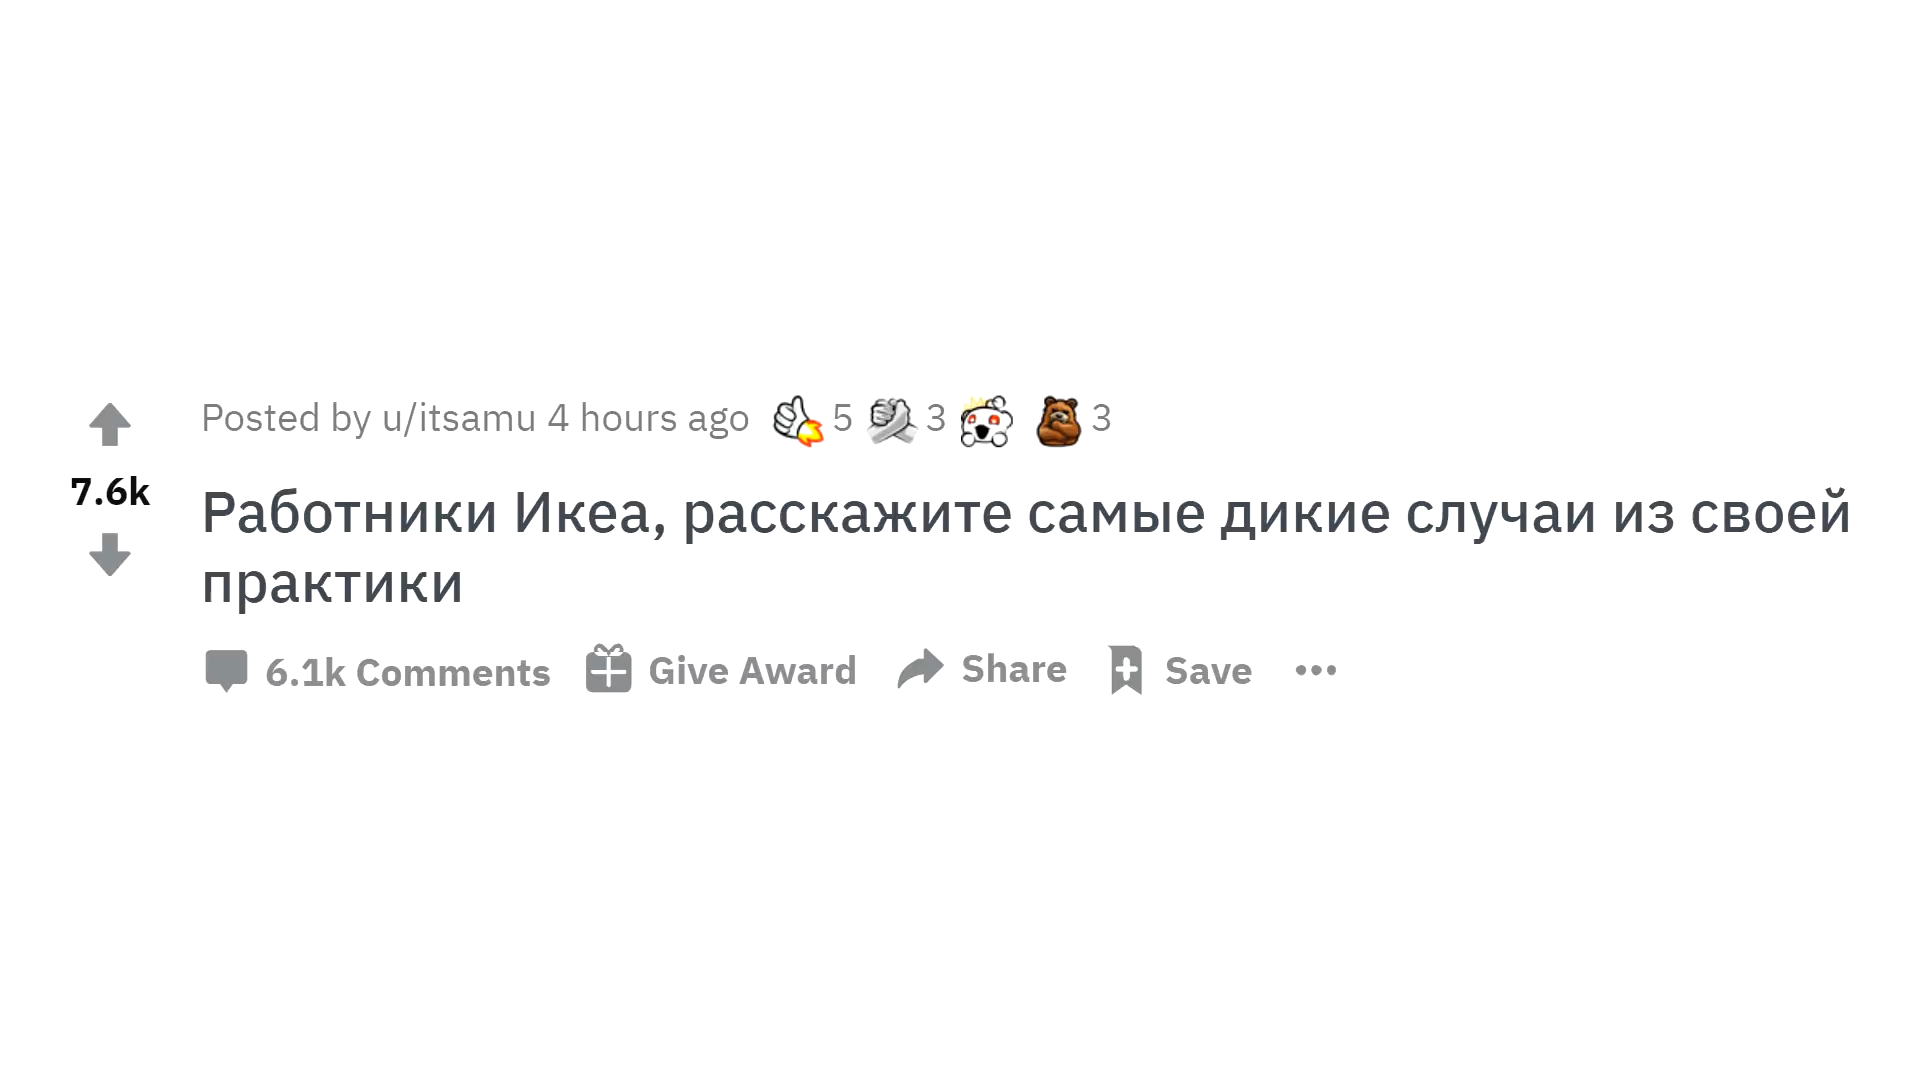 Posted by u/itsamu 4 hours ago 5 3 3
7.6k
Работники Икеа, расскажите самые дикие случаи из своей
практики
6.1k Comments Give Award Share Save •••